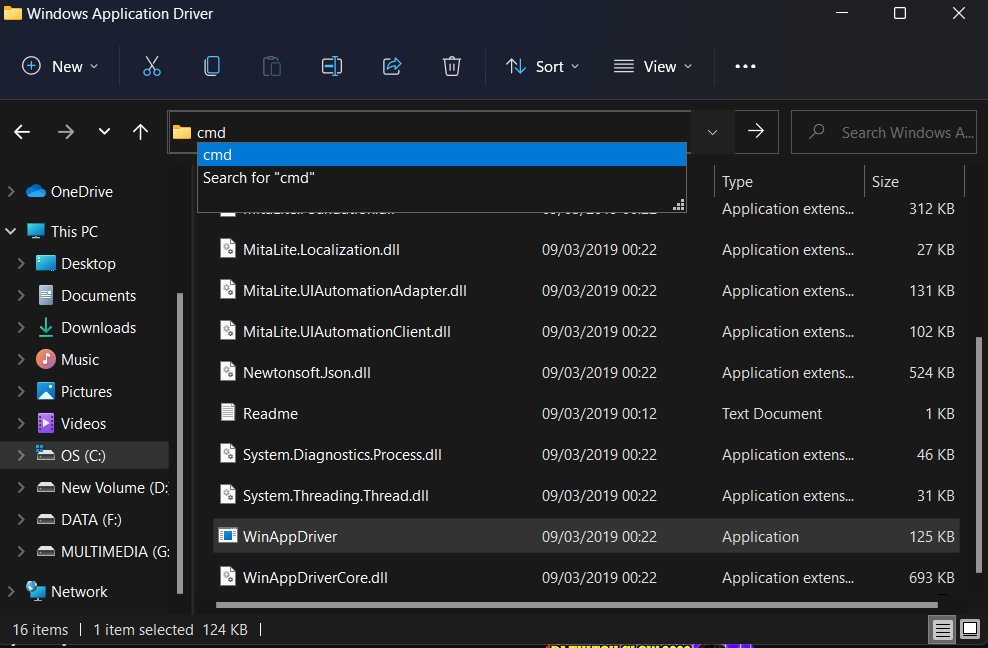 Windows Application Driver
New
Sort
View
cmd
Search Windows A...
cmd
Search for "cmd"
Type
Size
OneDrive
This PC
Desktop
Documents
Downloads
Music
Pictures
Videos
OS (C:)
New Volume (D:
DATA (F:)
MULTIMEDIA (G:
Network
Application extens... 312 KB
MitaLite.Localization.dll 09/03/2019 00:22 Application extens... 27 KB
MitaLite.UIAutomationAdapter.dll 09/03/2019 00:22 Application extens... 131 KB
MitaLite.UIAutomationClient.dll 09/03/2019 00:22 Application extens... 102 KB
Newtonsoft.Json.dll 09/03/2019 00:22 Application extens... 524 KB
Readme 09/03/2019 00:12 Text Document 1 KB
System.Diagnostics.Process.dll 09/03/2019 00:22 Application extens... 46 KB
System.Threading.Thread.dll 09/03/2019 00:22 Application extens... 31 KB
WinAppDriver 09/03/2019 00:22 Application 125 KB
WinAppDriverCore.dll 09/03/2019 00:22 Application extens... 693 KB
16 items 1 item selected 124 KB